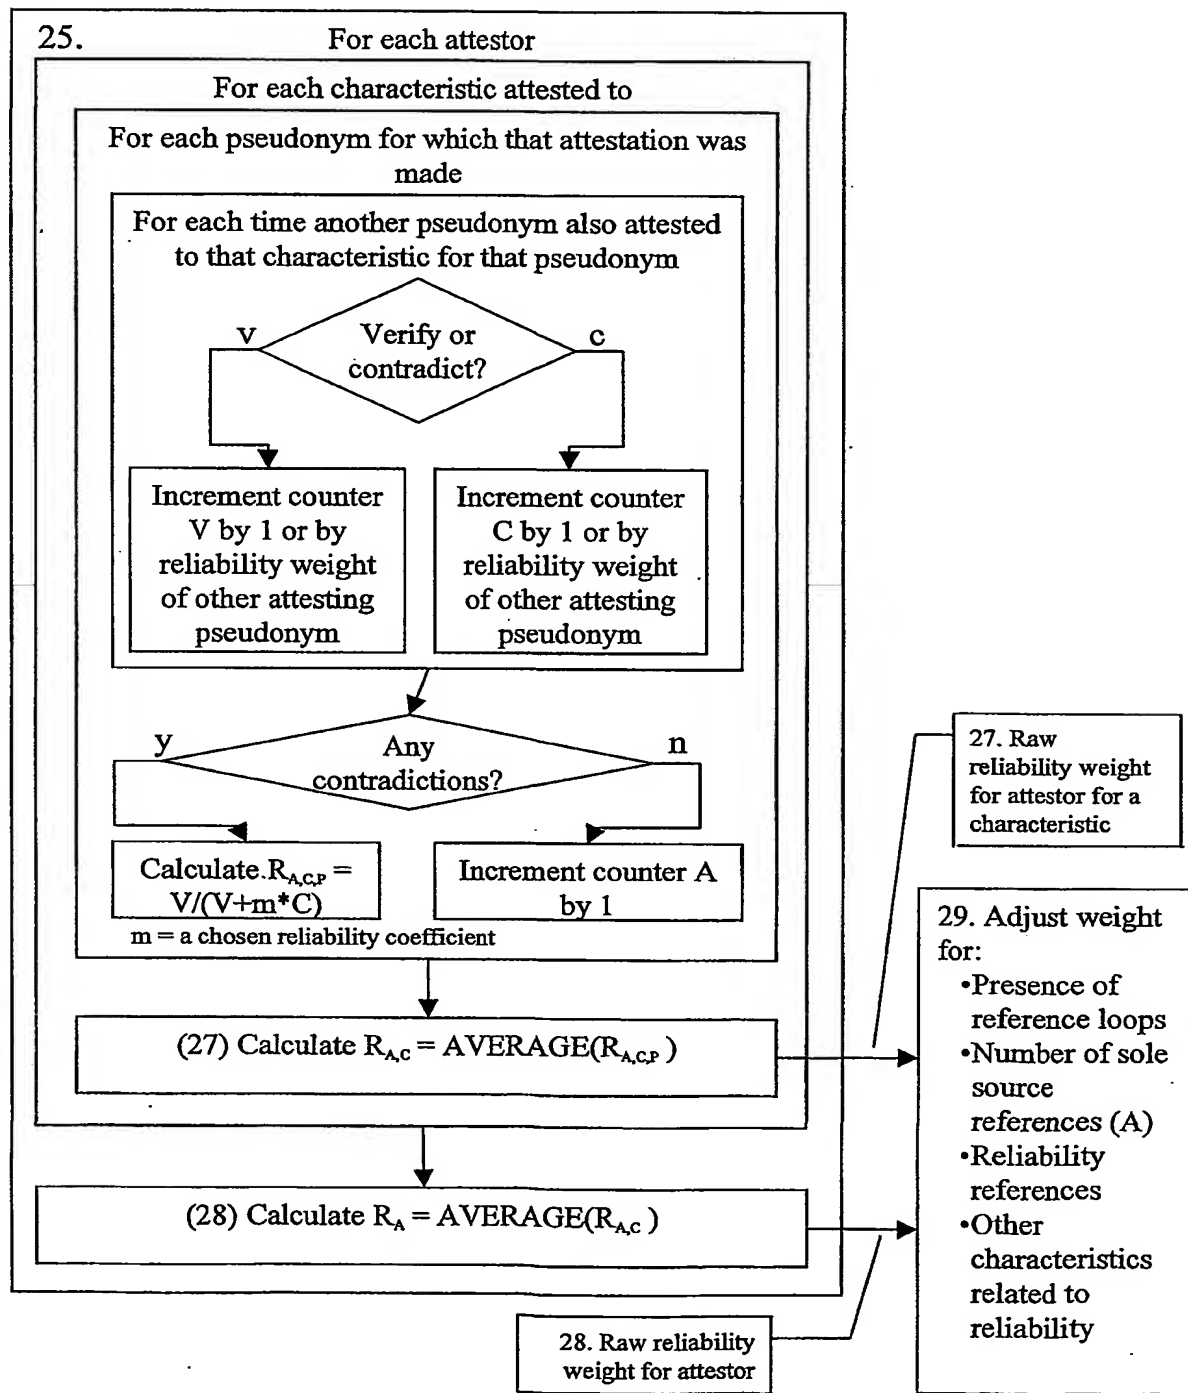 25.
For each attestor
For each characteristic attested to
For each pseudonym for which that attestation was
made
For each time another pseudonym also attested
to that characteristic for that pseudonym
v
Verify or
contradict?
c
Increment counter
V by 1 or by
reliability weight
of other attesting
pseudonym
Increment counter
C by 1 or by
reliability weight
of other attesting
pseudonym
y
Any
contradictions?
n
Calculate.R_A,C,P =
V/(V+m*C)
Increment counter A
by 1
m = a chosen reliability coefficient
(27) Calculate R_A,C = AVERAGE(R_A,C,P )
(28) Calculate R_A = AVERAGE(R_A,C )
27. Raw
reliability weight
for attestor for a
characteristic
29. Adjust weight
for:
•Presence of
reference loops
•Number of sole
source
references (A)
•Reliability
references
•Other
characteristics
related to
reliability
28. Raw reliability
weight for attestor